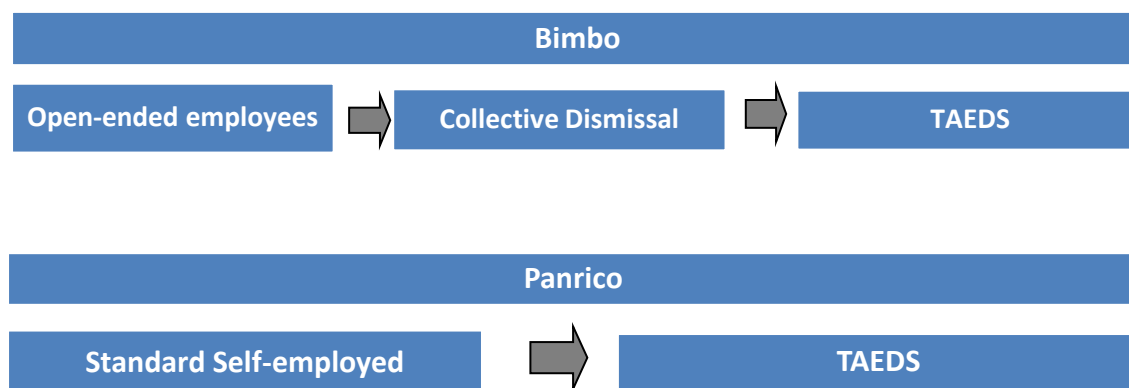 Bimbo
Open-ended employees
Collective Dismissal
TAEDS
Panrico
Standard Self-employed
TAEDS